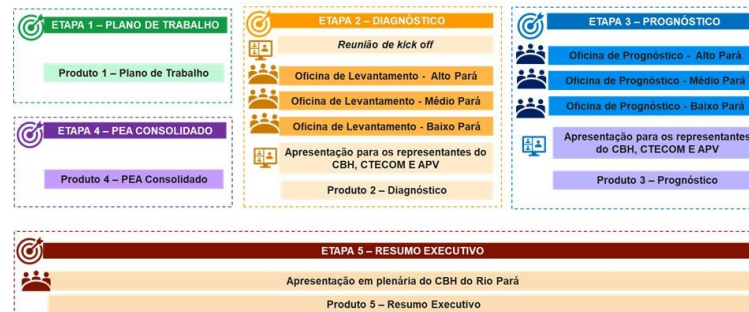 ETAPA 1 – PLANO DE TRABALHO
Produto 1 – Plano de Trabalho
ETAPA 4 – PEA CONSOLIDADO
Produto 4 – PEA Consolidado
ETAPA 2 – DIAGNÓSTICO
Reunião de kick off
Oficina de Levantamento - Alto Pará
Oficina de Levantamento - Médio Pará
Oficina de Levantamento - Baixo Pará
Apresentação para os representantes do
CBH, CTECOM E APV
Produto 2 – Diagnóstico
ETAPA 3 – PROGNÓSTICO
Oficina de Prognóstico - Alto Pará
Oficina de Prognóstico - Médio Pará
Oficina de Prognóstico - Baixo Pará
Apresentação para os representantes
do CBH, CTECOM E APV
Produto 3 – Prognóstico
ETAPA 5 – RESUMO EXECUTIVO
Apresentação em plenária do CBH do Rio Pará
Produto 5 – Resumo Executivo